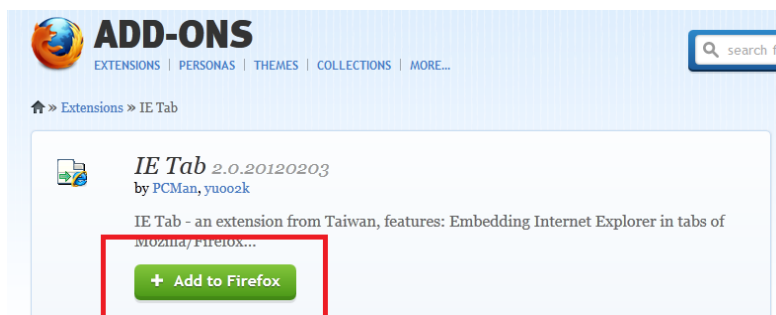 ADD-ONS
EXTENSIONS | PERSONAS | THEMES | COLLECTIONS | MORE...
search f
» Extensions » IE Tab
IE Tab 2.0.20120203
by PCMan, yuoo2k
IE Tab - an extension from Taiwan, features: Embedding Internet Explorer in tabs of
Mozilla/Firefox...
+ Add to Firefox